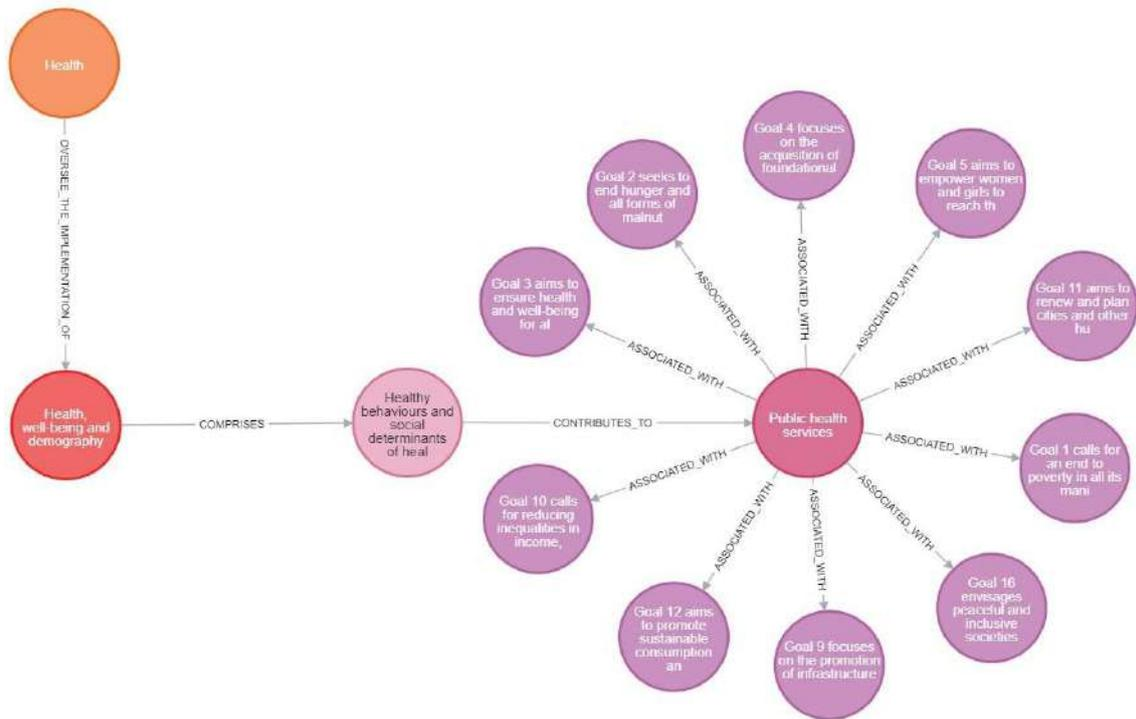 Health
OVERSEE_THE_IMPLEMENTATION_OF
Health,
well-being and
demography
COMPRISES
Healthy
behaviours and
social
determinants
of heal
CONTRIBUTES_TO
Public health
services
ASSOCIATED_WITH
Goal 4 focuses
on the
acquisition of
foundational
ASSOCIATED_WITH
Goal 5 aims to
empower women
and girls to
reach th
ASSOCIATED_WITH
Goal 11 aims to
renew and plan
cities and other
hu
ASSOCIATED_WITH
Goal 1 calls for
an end to
poverty in all its
mani
ASSOCIATED_WITH
Goal 16
envisages
peaceful and
inclusive
societies
ASSOCIATED_WITH
Goal 9 focuses
on the promotion
of infrastructure
ASSOCIATED_WITH
Goal 12 aims
to promote
sustainable
consumption
an
ASSOCIATED_WITH
Goal 10 calls
for reducing
inequalities in
income,
ASSOCIATED_WITH
Goal 3 aims to
ensure health
and well-being
for al
ASSOCIATED_WITH
Goal 2 seeks to
end hunger and
all forms of
malnut